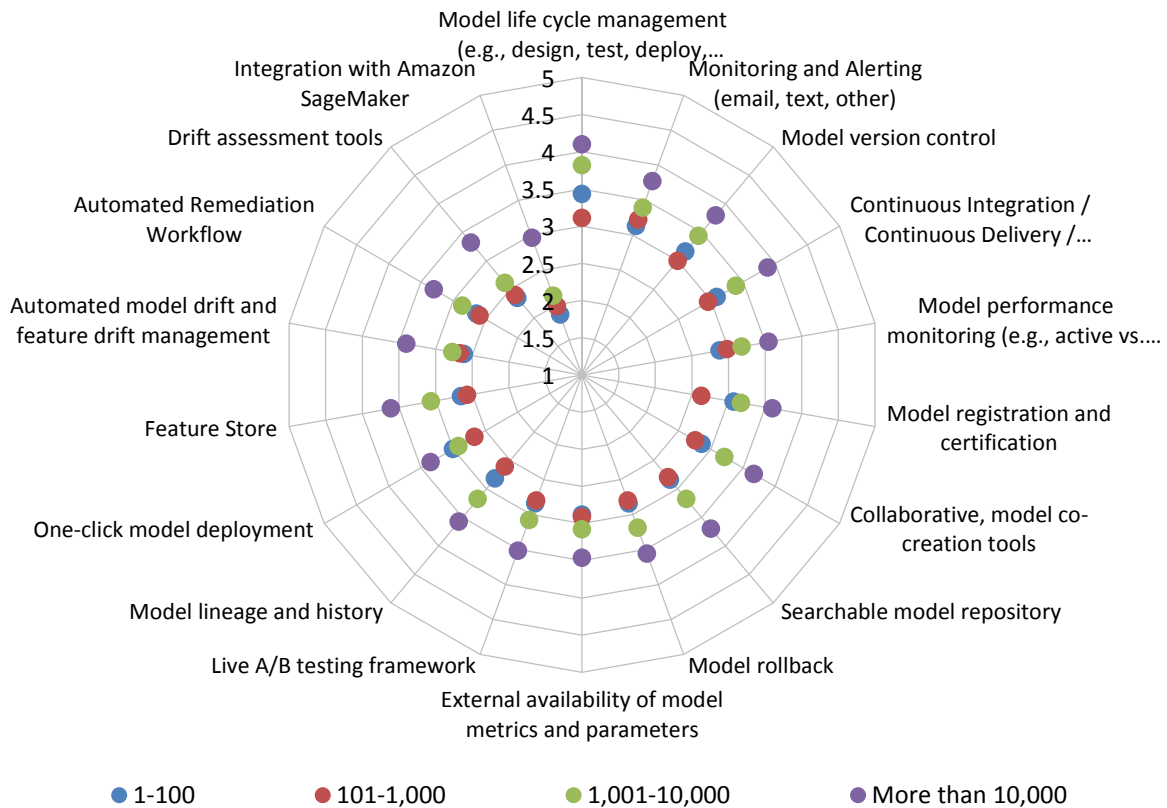 Model life cycle management
(e.g., design, test, deploy,...
Monitoring and Alerting
(email, text, other)
Model version control
Continuous Integration /
Continuous Delivery /...
Model performance
monitoring (e.g., active vs....
Model registration and
certification
Collaborative, model co-
creation tools
Searchable model repository
Model rollback
External availability of model
metrics and parameters
Live A/B testing framework
Model lineage and history
One-click model deployment
Feature Store
Automated model drift and
feature drift management
Automated Remediation
Workflow
Drift assessment tools
Integration with Amazon
SageMaker
5
4.5
4
3.5
3
2.5
2
1.5
1
1-100
101-1,000
1,001-10,000
More than 10,000